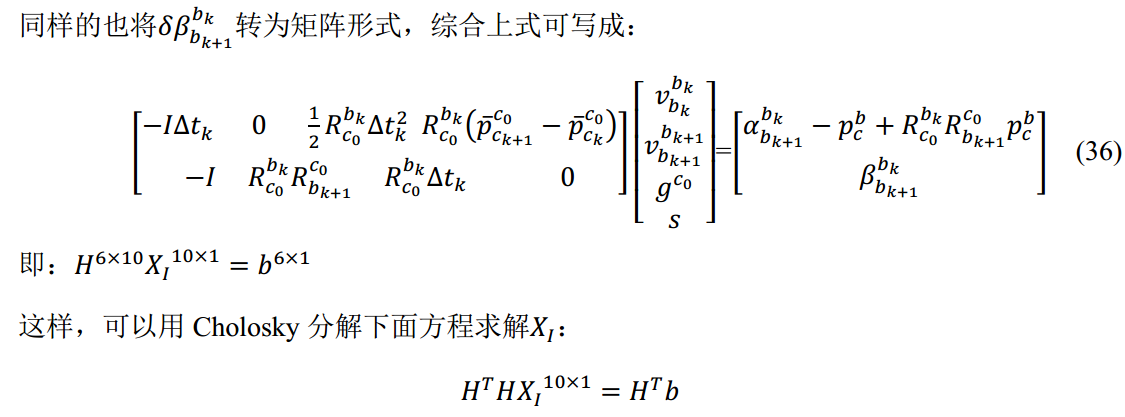 同样的也将$\delta\beta_{b_{k+1}}^{b_k}$转为矩阵形式，综合上式可写成：
$\begin{bmatrix} -I\Delta t_k & 0 & \frac{1}{2}R_{c_0}^{b_k}\Delta t_k^2 & R_{c_0}^{b_k}(\bar{p}_{c_{k+1}}^{c_0} - \bar{p}_{c_k}^{c_0}) \\ -I & R_{c_0}^{b_k}R_{b_{k+1}}^{c_0} & R_{c_0}^{b_k}\Delta t_k & 0 \end{bmatrix} \begin{bmatrix} v_{b_k}^{b_k} \\ v_{b_{k+1}}^{b_{k+1}} \\ g^{c_0} \\ s \end{bmatrix} = \begin{bmatrix} \alpha_{b_{k+1}}^{b_k} - p_c^b + R_{c_0}^{b_k}R_{b_{k+1}}^{c_0}p_c^b \\ \beta_{b_{k+1}}^{b_k} \end{bmatrix}$ (36)
即：$H^{6\times10}X_I^{10\times1} = b^{6\times1}$
这样，可以用 Cholosky 分解下面方程求解$X_I$：
$H^T H X_I^{10\times1} = H^T b$